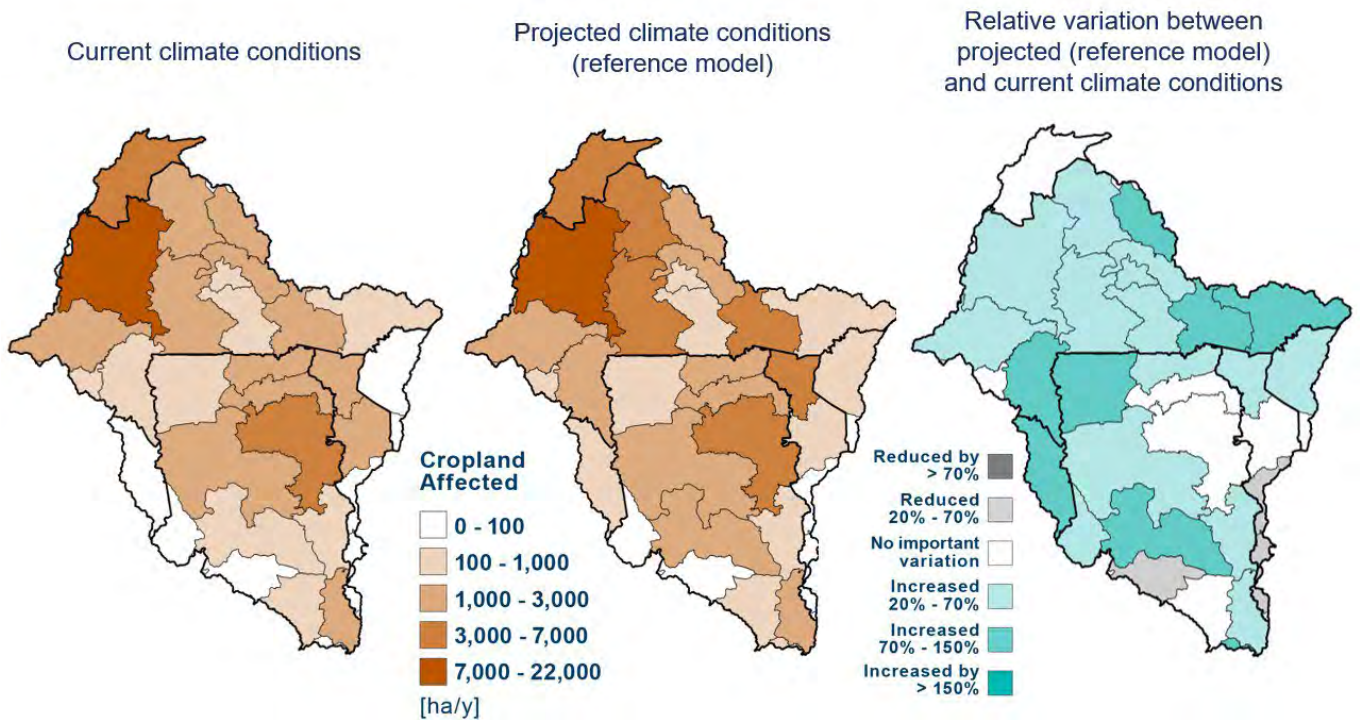 Current climate conditions
Projected climate conditions
(reference model)
Relative variation between
projected (reference model)
and current climate conditions
Cropland
Affected
0 - 100
100 - 1,000
1,000 - 3,000
3,000 - 7,000
7,000 - 22,000
[ha/y]
Reduced by
> 70%
Reduced
20% - 70%
No important
variation
Increased
20% - 70%
Increased
70% - 150%
Increased by
> 150%